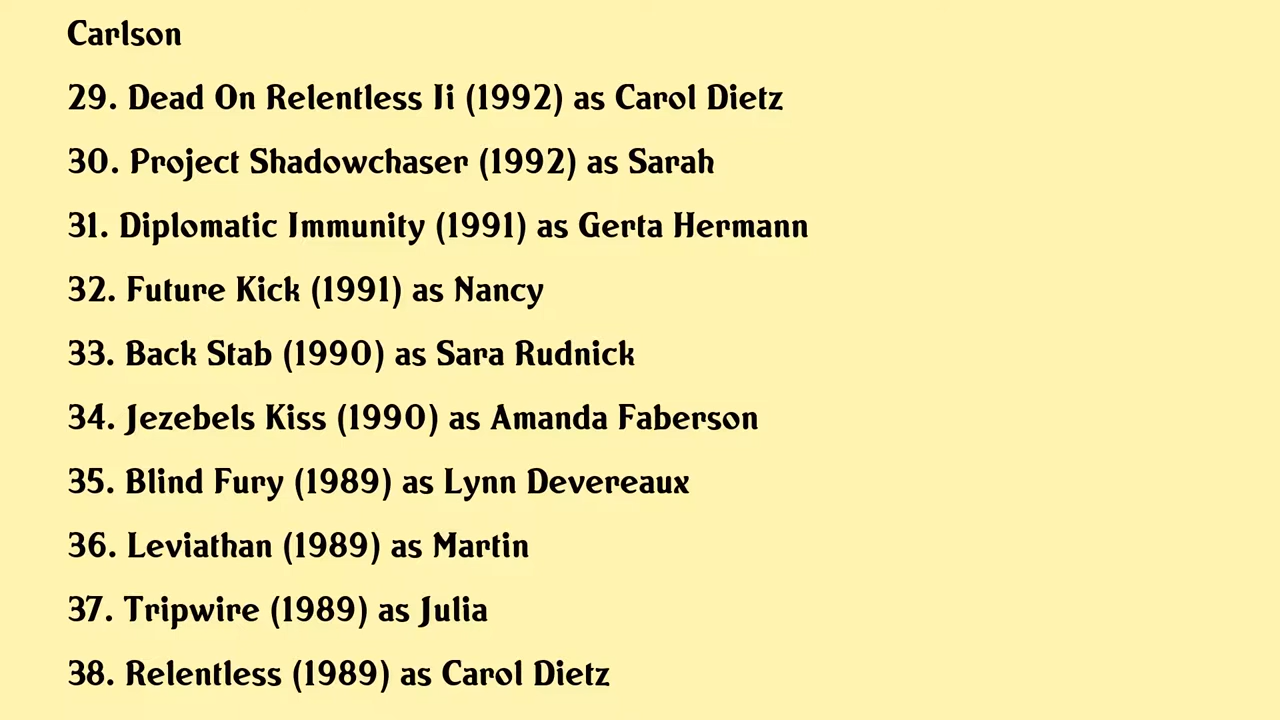 Carlson
29. Dead On Relentless Ii (1992) as Carol Dietz
30. Project Shadowchaser (1992) as Sarah
31. Diplomatic Immunity (1991) as Gerta Hermann
32. Future Kick (1991) as Nancy
33. Back Stab (1990) as Sara Rudnick
34. Jezebels Kiss (1990) as Amanda Faberson
35. Blind Fury (1989) as Lynn Devereaux
36. Leviathan (1989) as Martin
37. Tripwire (1989) as Julia
38. Relentless (1989) as Carol Dietz